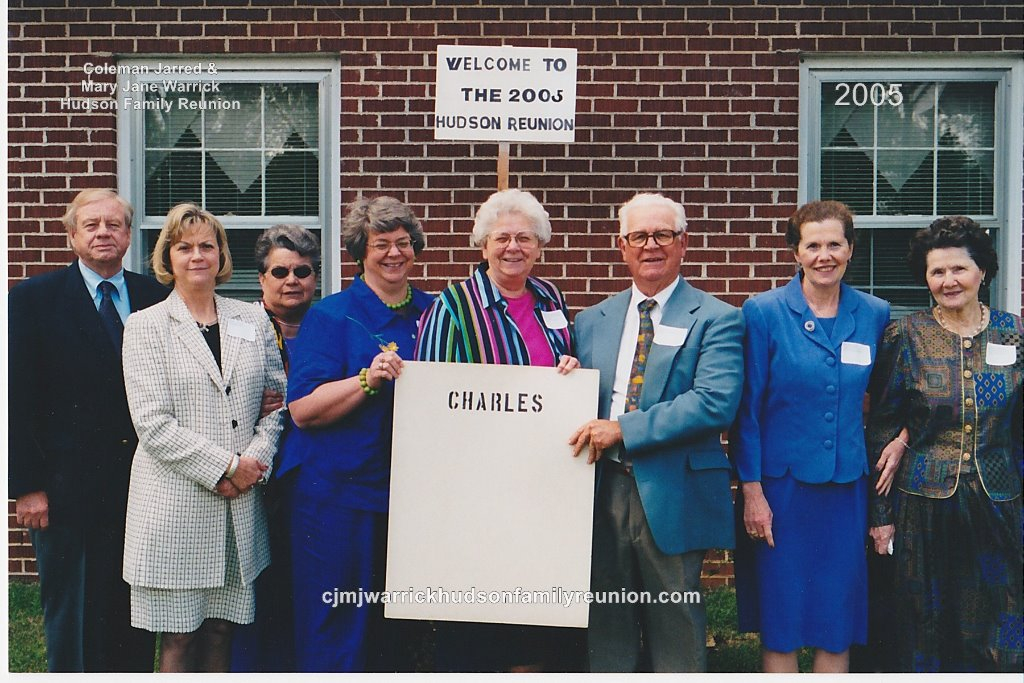 Coleman Jarred &
Mary Jane Warrick
Hudson Family Reunion
WELCOME TO
THE 2005
HUDSON REUNION
2005
CHARLES
cjmjwarrickhudsonfamilyreunion.com